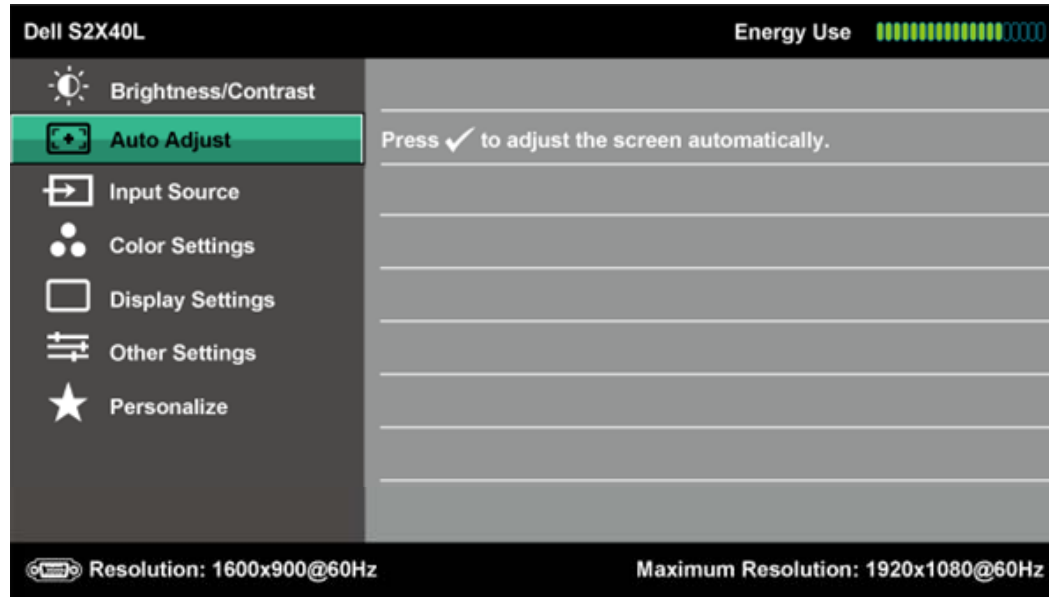 Dell S2X40L Energy Use
Brightness/Contrast
Auto Adjust Press ✓ to adjust the screen automatically.
Input Source
Color Settings
Display Settings
Other Settings
Personalize
Resolution: 1600x900@60Hz Maximum Resolution: 1920x1080@60Hz